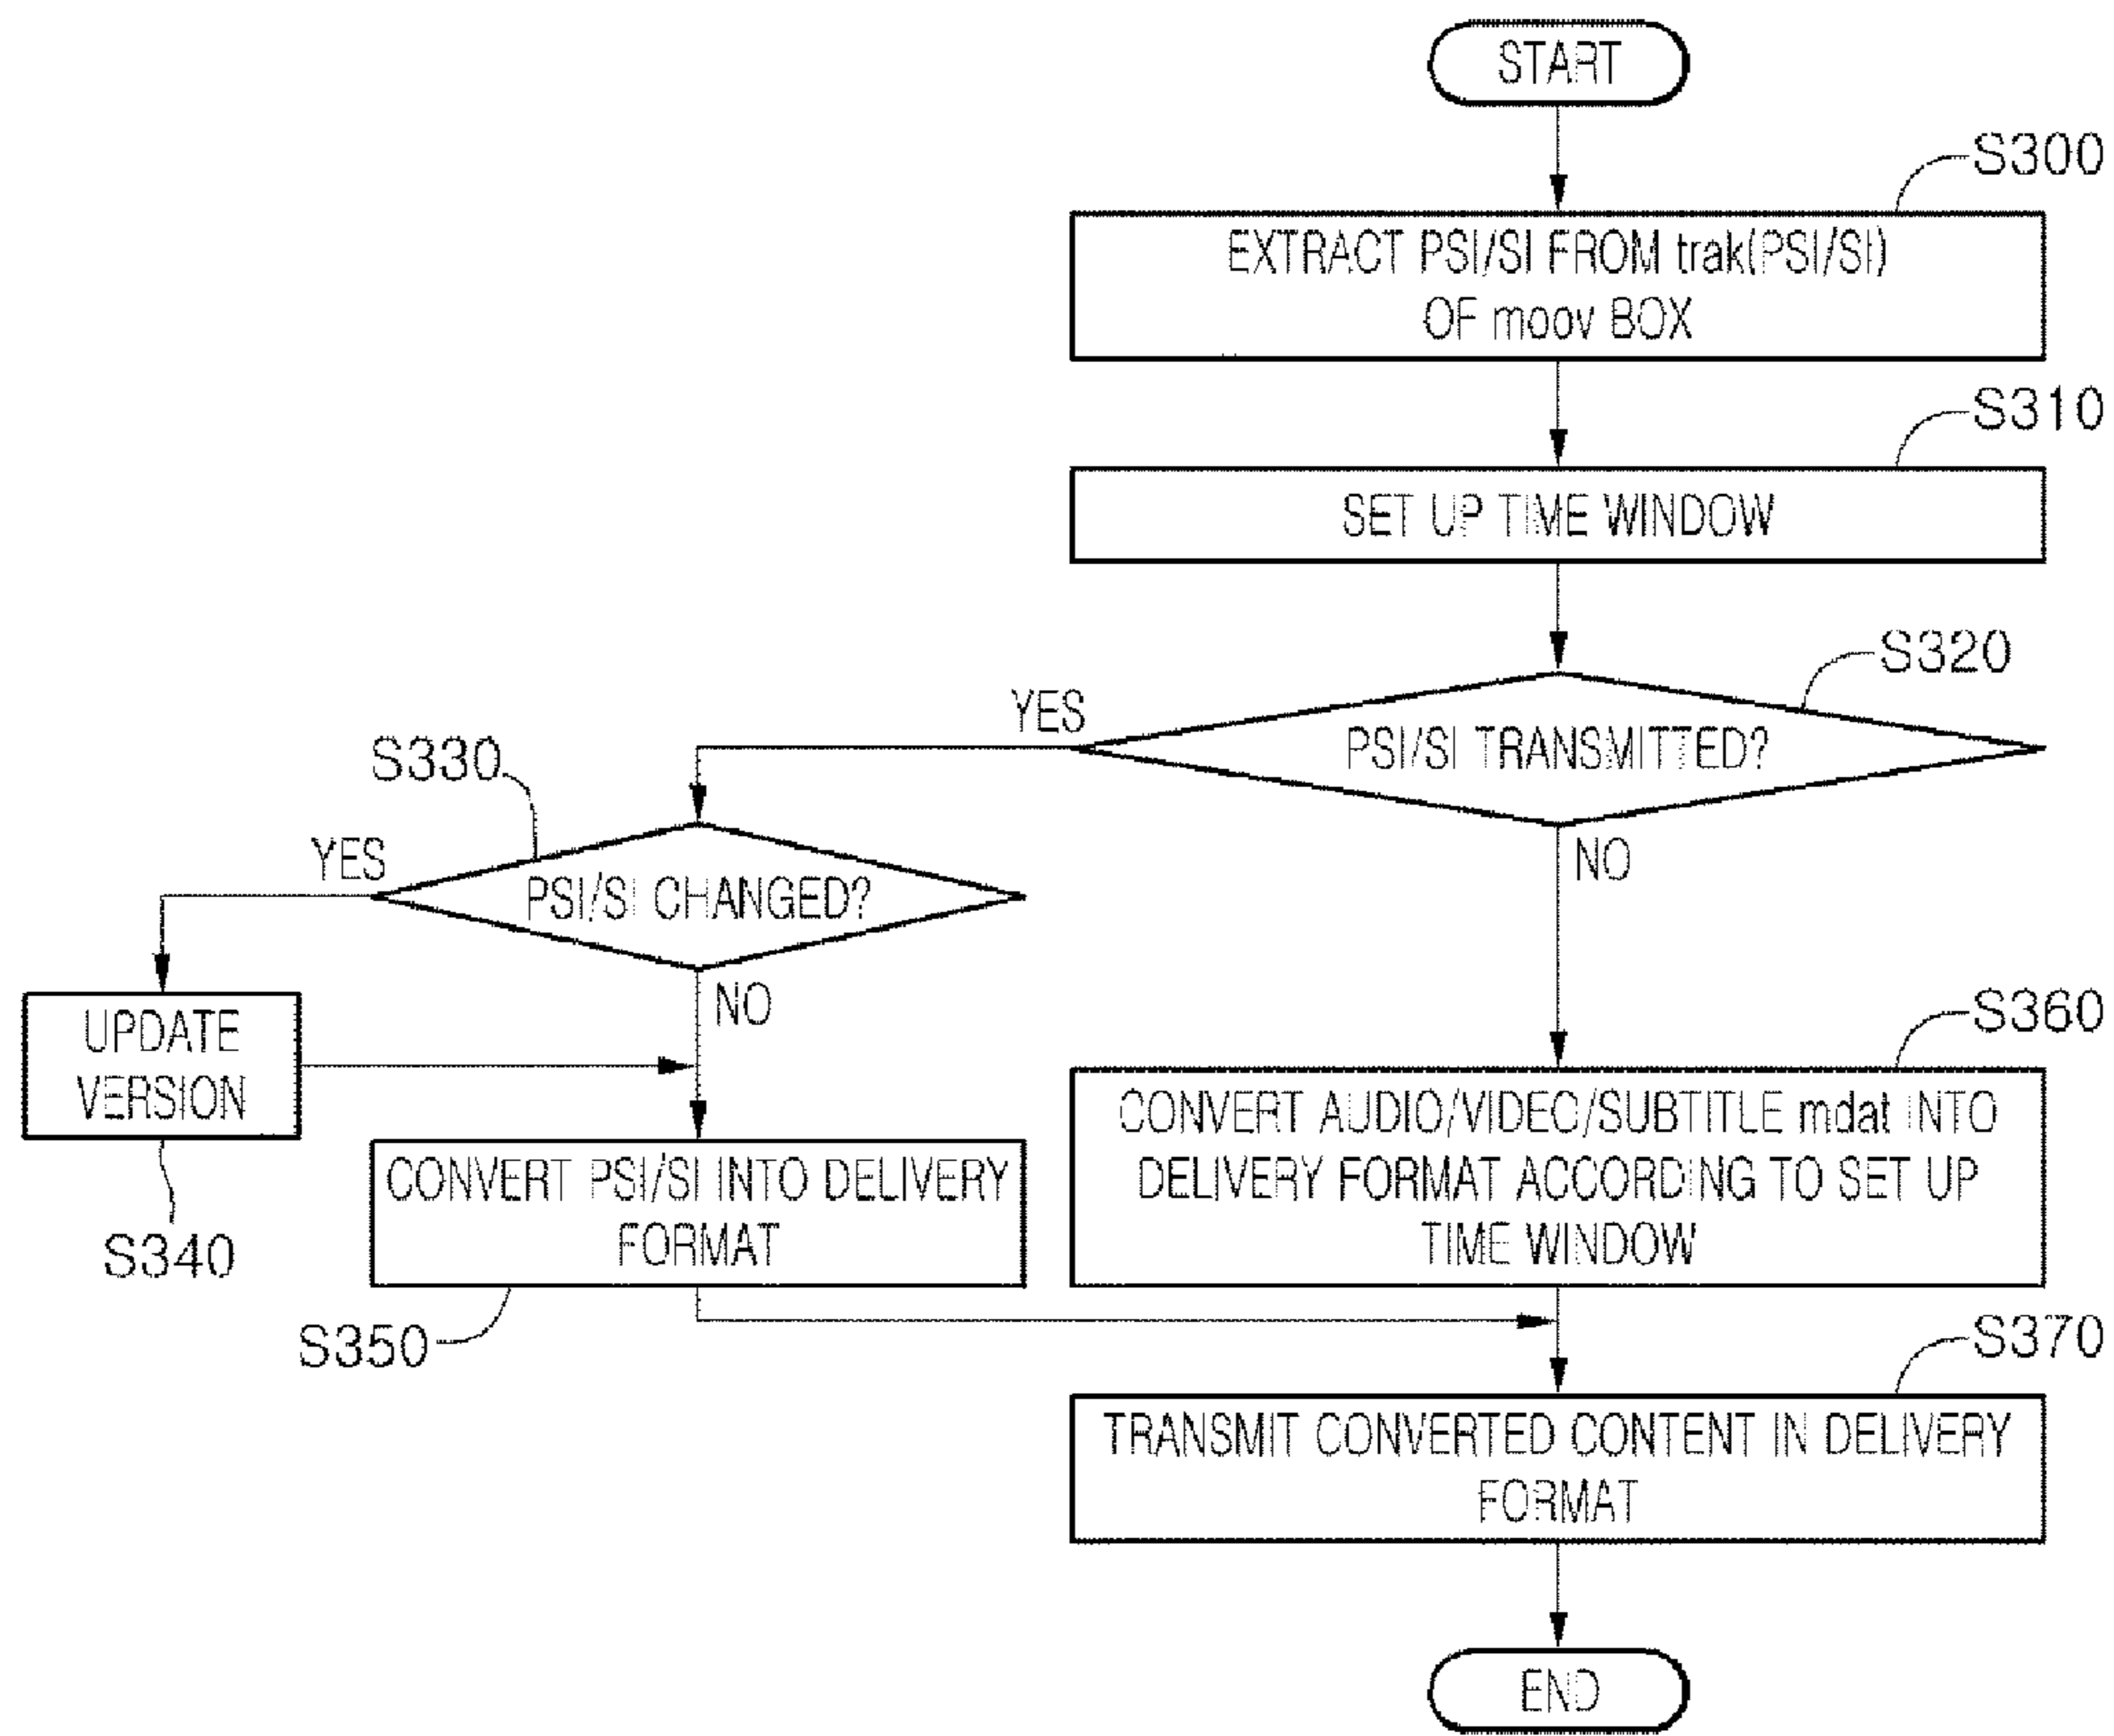 START
S300
EXTRACT PSI/SI FROM trak(PSI/SI)
OF moov BOX
S310
SET UP TIME WINDOW
S320
YES
PSI/SI TRANSMITTED?
S330
YES
PSI/SI CHANGED?
NO
NO
UPDATE
VERSION
S340
S360
CONVERT PSI/SI INTO DELIVERY
FORMAT
S350
CONVERT AUDIO/VIDEO/SUBTITLE mdat INTO
DELIVERY FORMAT ACCORDING TO SET UP
TIME WINDOW
S370
TRANSMIT CONVERTED CONTENT IN DELIVERY
FORMAT
END